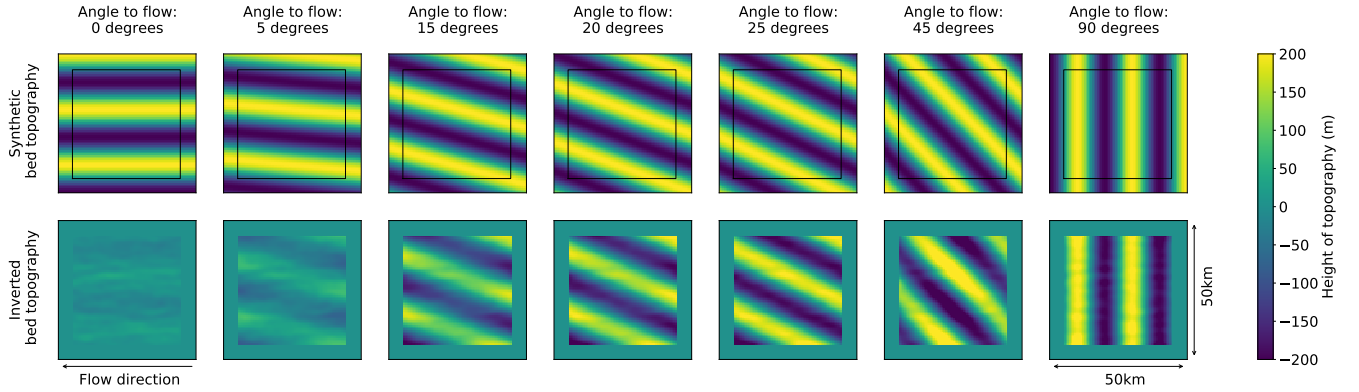 Angle to flow:
0 degrees
Angle to flow:
5 degrees
Angle to flow:
15 degrees
Angle to flow:
20 degrees
Angle to flow:
25 degrees
Angle to flow:
45 degrees
Angle to flow:
90 degrees
Synthetic
bed topography
Inverted
bed topography
Flow direction
50km
50km
200
150
100
50
0
−50
−100
−150
−200
Height of topography (m)